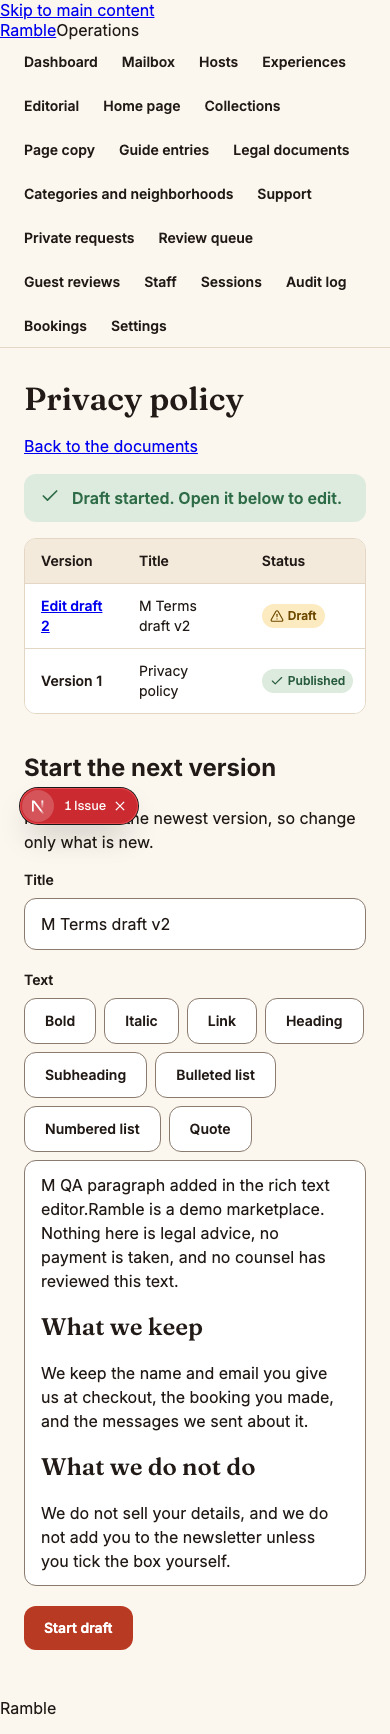 Skip to main content
RambleOperations
Dashboard Mailbox Hosts Experiences
Editorial Home page Collections
Page copy Guide entries Legal documents
Categories and neighborhoods Support
Private requests Review queue
Guest reviews Staff Sessions Audit log
Bookings Settings
Privacy policy
Back to the documents
Draft started. Open it below to edit.
Version Title Status
Edit draft 2 M Terms draft v2 Draft
Version 1 Privacy policy Published
Start the next version
N 1 Issue
he newest version, so change
only what is new.
Title
M Terms draft v2
Text
Bold Italic Link Heading
Subheading Bulleted list
Numbered list Quote
M QA paragraph added in the rich text
editor.Ramble is a demo marketplace.
Nothing here is legal advice, no
payment is taken, and no counsel has
reviewed this text.
What we keep
We keep the name and email you give
us at checkout, the booking you made,
and the messages we sent about it.
What we do not do
We do not sell your details, and we do
not add you to the newsletter unless
you tick the box yourself.
Start draft
Ramble